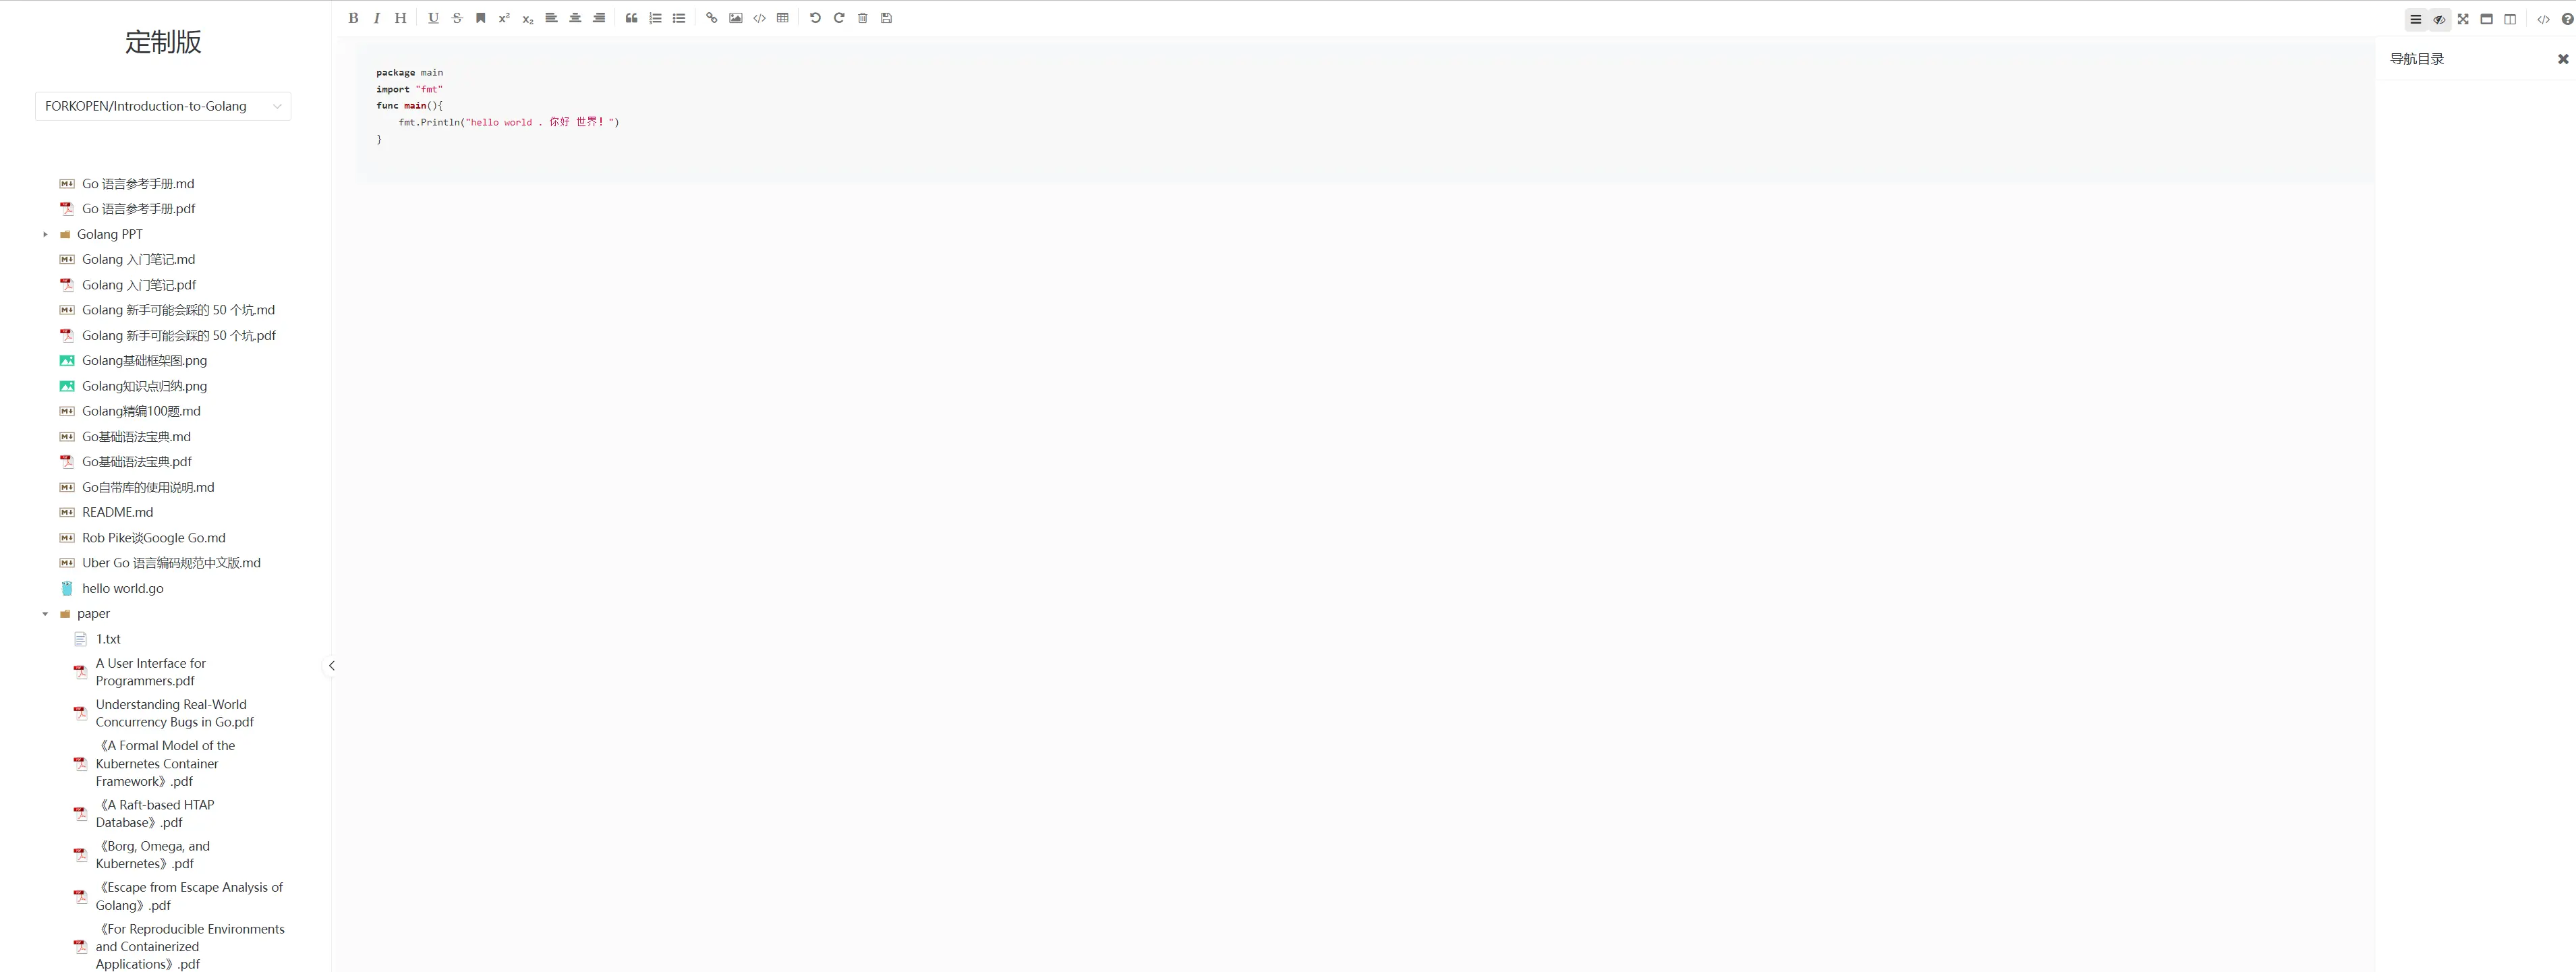 定制版
FORKOPEN/Introduction-to-Golang
Go 语言参考手册.md
Go 语言参考手册.pdf
Golang PPT
Golang 入门笔记.md
Golang 入门笔记.pdf
Golang 新手可能会踩的 50 个坑.md
Golang 新手可能会踩的 50 个坑.pdf
Golang基础框架图.png
Golang知识点归纳.png
Golang精编100题.md
Go基础语法宝典.md
Go基础语法宝典.pdf
Go自带库的使用说明.md
README.md
Rob Pike谈Google Go.md
Uber Go 语言编码规范中文版.md
hello world.go
paper
1.txt
A User Interface for
Programmers.pdf
Understanding Real-World
Concurrency Bugs in Go.pdf
《A Formal Model of the
Kubernetes Container
Framework》.pdf
《A Raft-based HTAP
Database》.pdf
《Borg, Omega, and
Kubernetes》.pdf
《Escape from Escape Analysis of
Golang》.pdf
《For Reproducible Environments
and Containerized
Applications》.pdf
package main
import "fmt"
func main(){
    fmt.Println("hello world . 你好 世界！")
}
导航目录